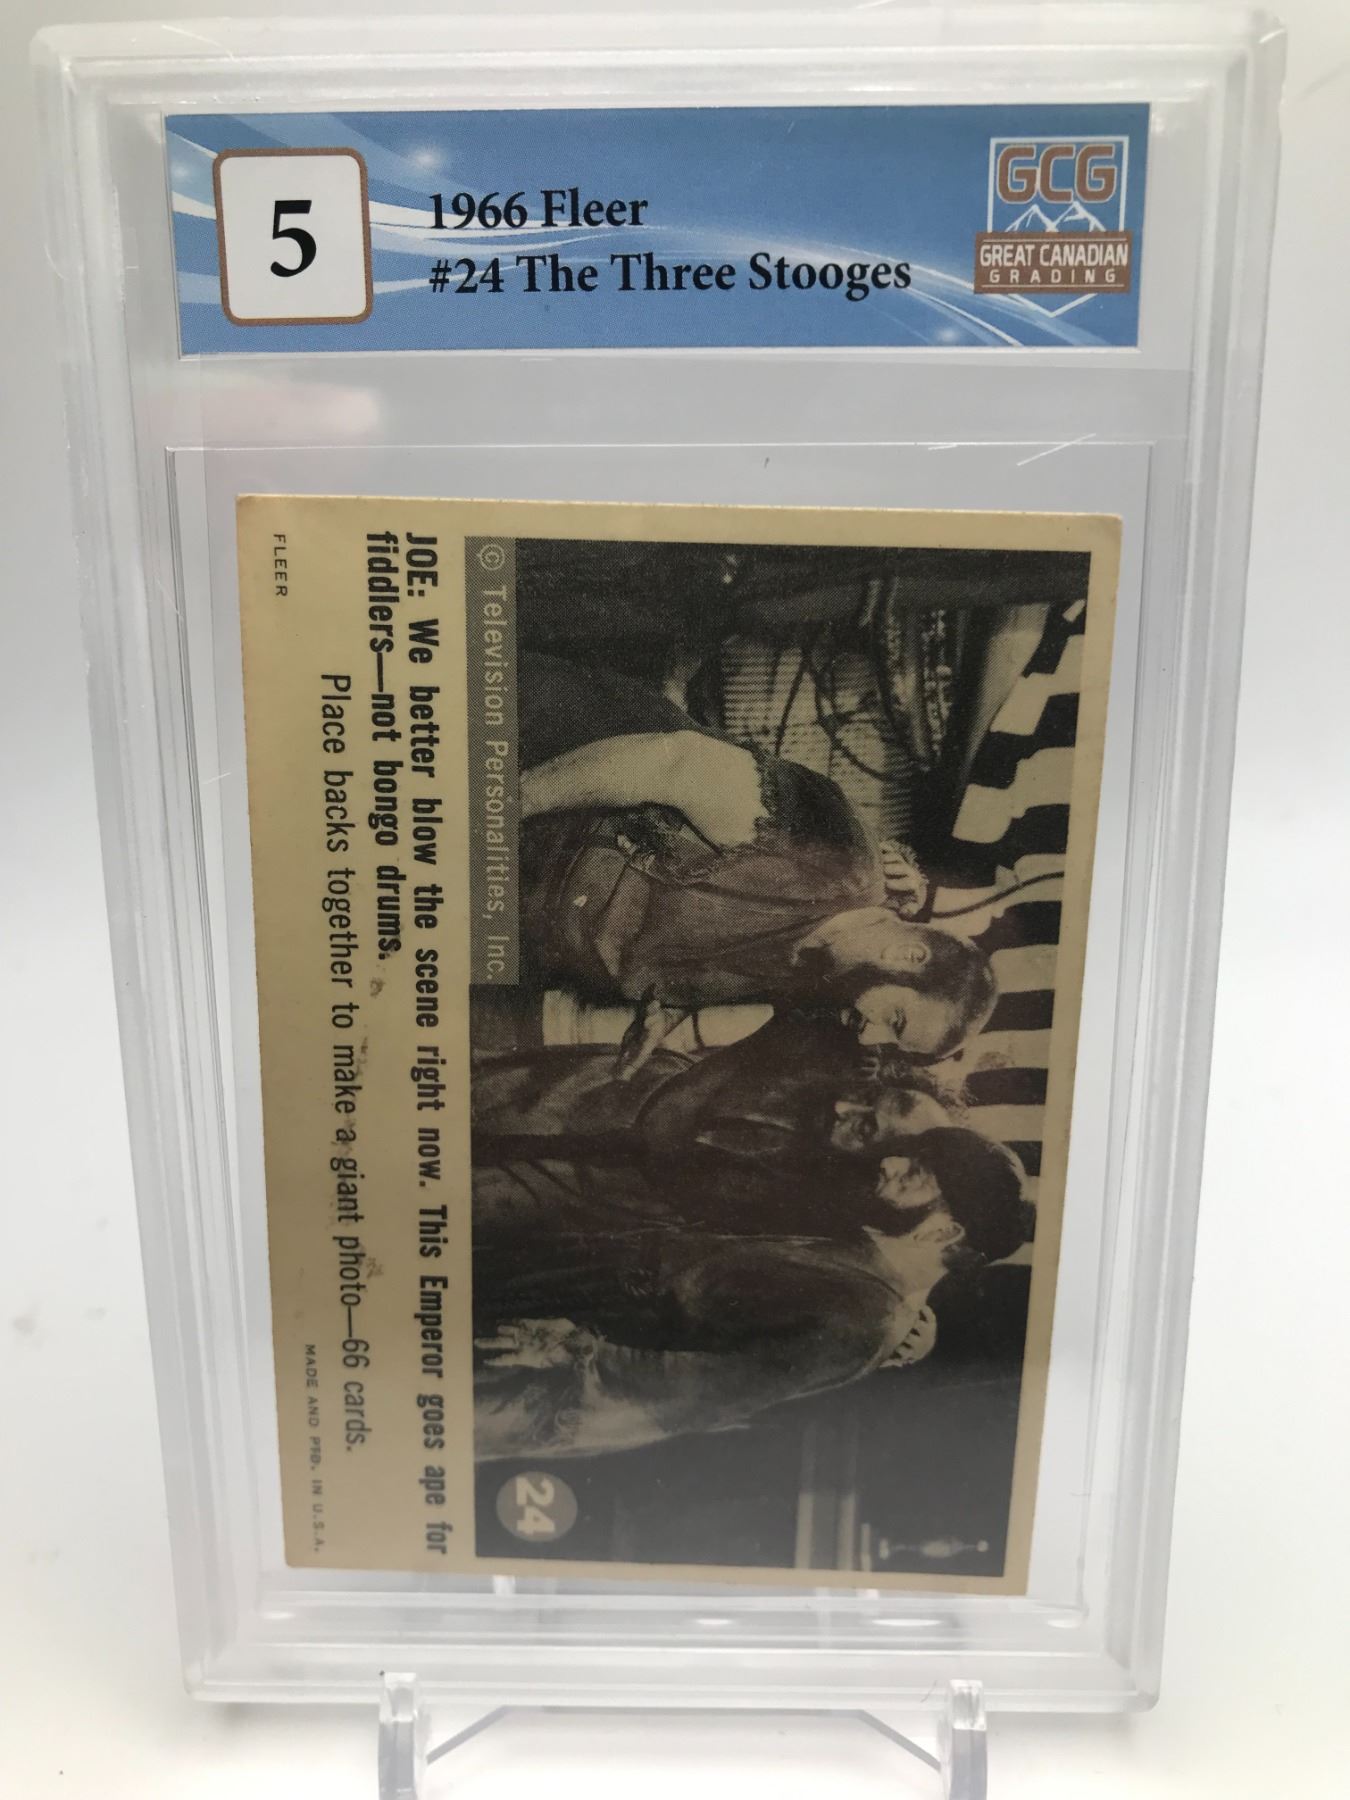 5
1966 Fleer
#24 The Three Stooges
GCG
GREAT CANADIAN
GRADING
© Television Personalities, Inc.
24
JOE: We better blow the scene right now. This Emperor goes ape for
fiddlers—not bongo drums.
Place backs together to make a giant photo—66 cards.
FLEER
MADE AND PTD. IN U.S.A.